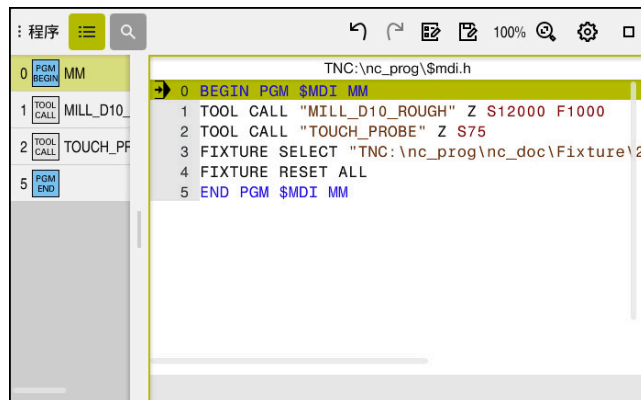 程序 100%
0 PGM BEGIN MM
1 TOOL CALL MILL_D10_
2 TOOL CALL TOUCH_PF
5 PGM END
TNC:\nc_prog\$mdi.h
0 BEGIN PGM $MDI MM
1 TOOL CALL "MILL_D10_ROUGH" Z S12000 F1000
2 TOOL CALL "TOUCH_PROBE" Z S75
3 FIXTURE SELECT "TNC:\nc_prog\nc_doc\Fixture\2
4 FIXTURE RESET ALL
5 END PGM $MDI MM